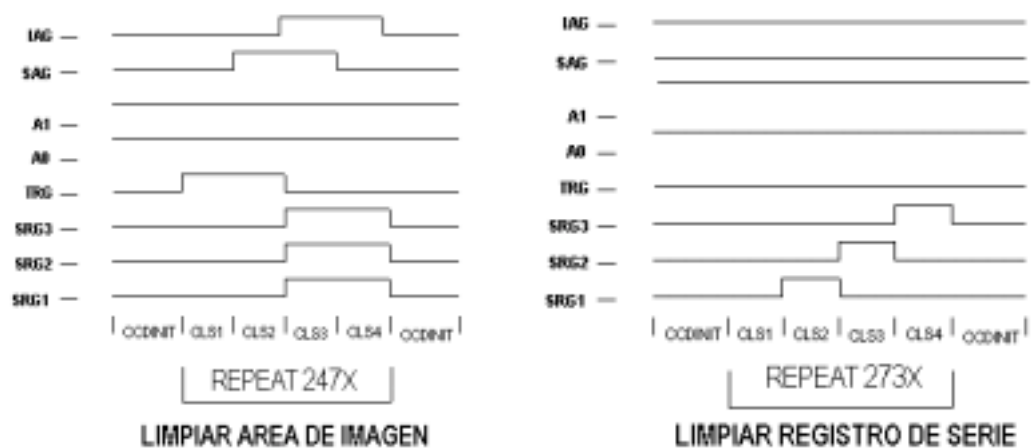 IAG
SAG
A1
A0
TRG
SRG3
SRG2
SRG1
CCDINIT CLS1 CLS2 CLS3 CLS4 CCDINIT
REPEAT 247X
LIMPIAR AREA DE IMAGEN
IAG
SAG
A1
A0
TRG
SRG3
SRG2
SRG1
CCDINIT CLS1 CLS2 CLS3 CLS4 CCDINIT
REPEAT 273X
LIMPIAR REGISTRO DE SERIE